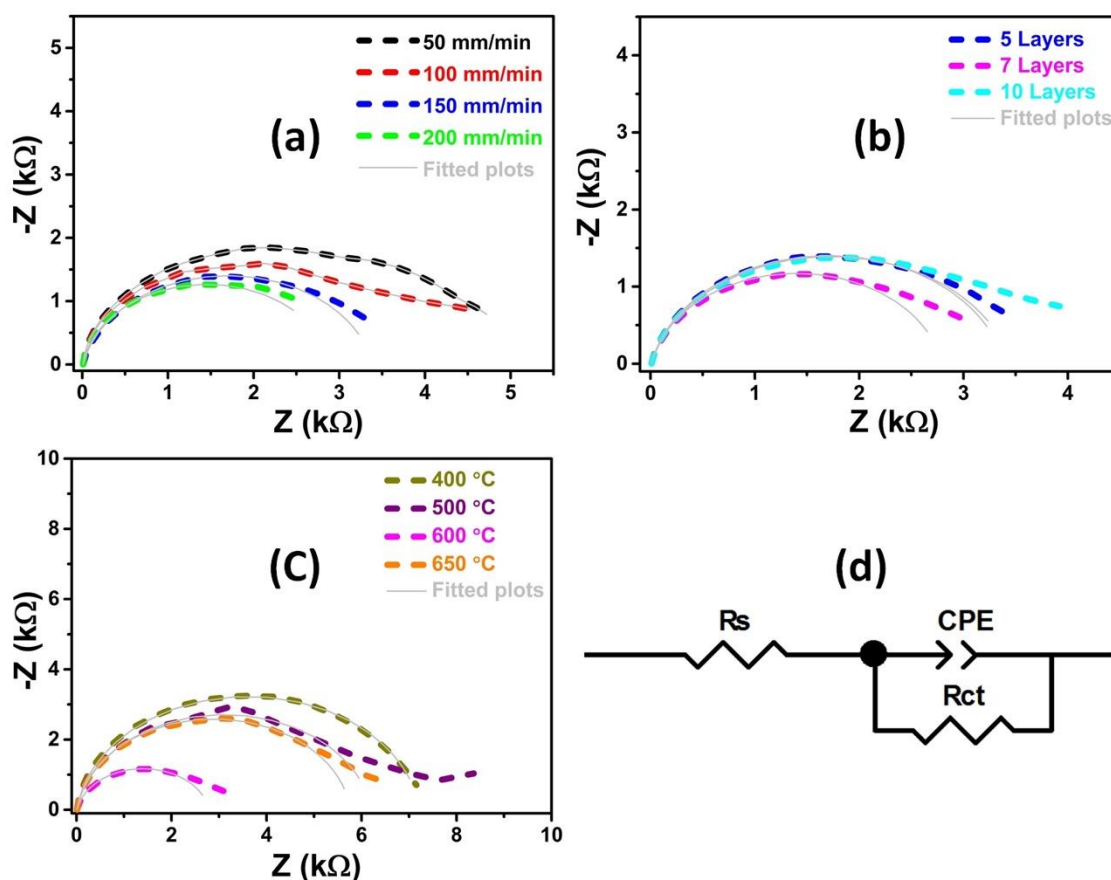 5
4
3
2
1
0
-Z (kΩ)
50 mm/min
100 mm/min
150 mm/min
200 mm/min
Fitted plots
(a)
0 1 2 3 4 5
Z (kΩ)
4
3
2
1
0
-Z (kΩ)
5 Layers
7 Layers
10 Layers
Fitted plots
(b)
0 1 2 3 4
Z (kΩ)
10
8
6
4
2
0
-Z (kΩ)
400 °C
500 °C
600 °C
650 °C
Fitted plots
(C)
0 2 4 6 8 10
Z (kΩ)
(d)
Rs
CPE
Rct